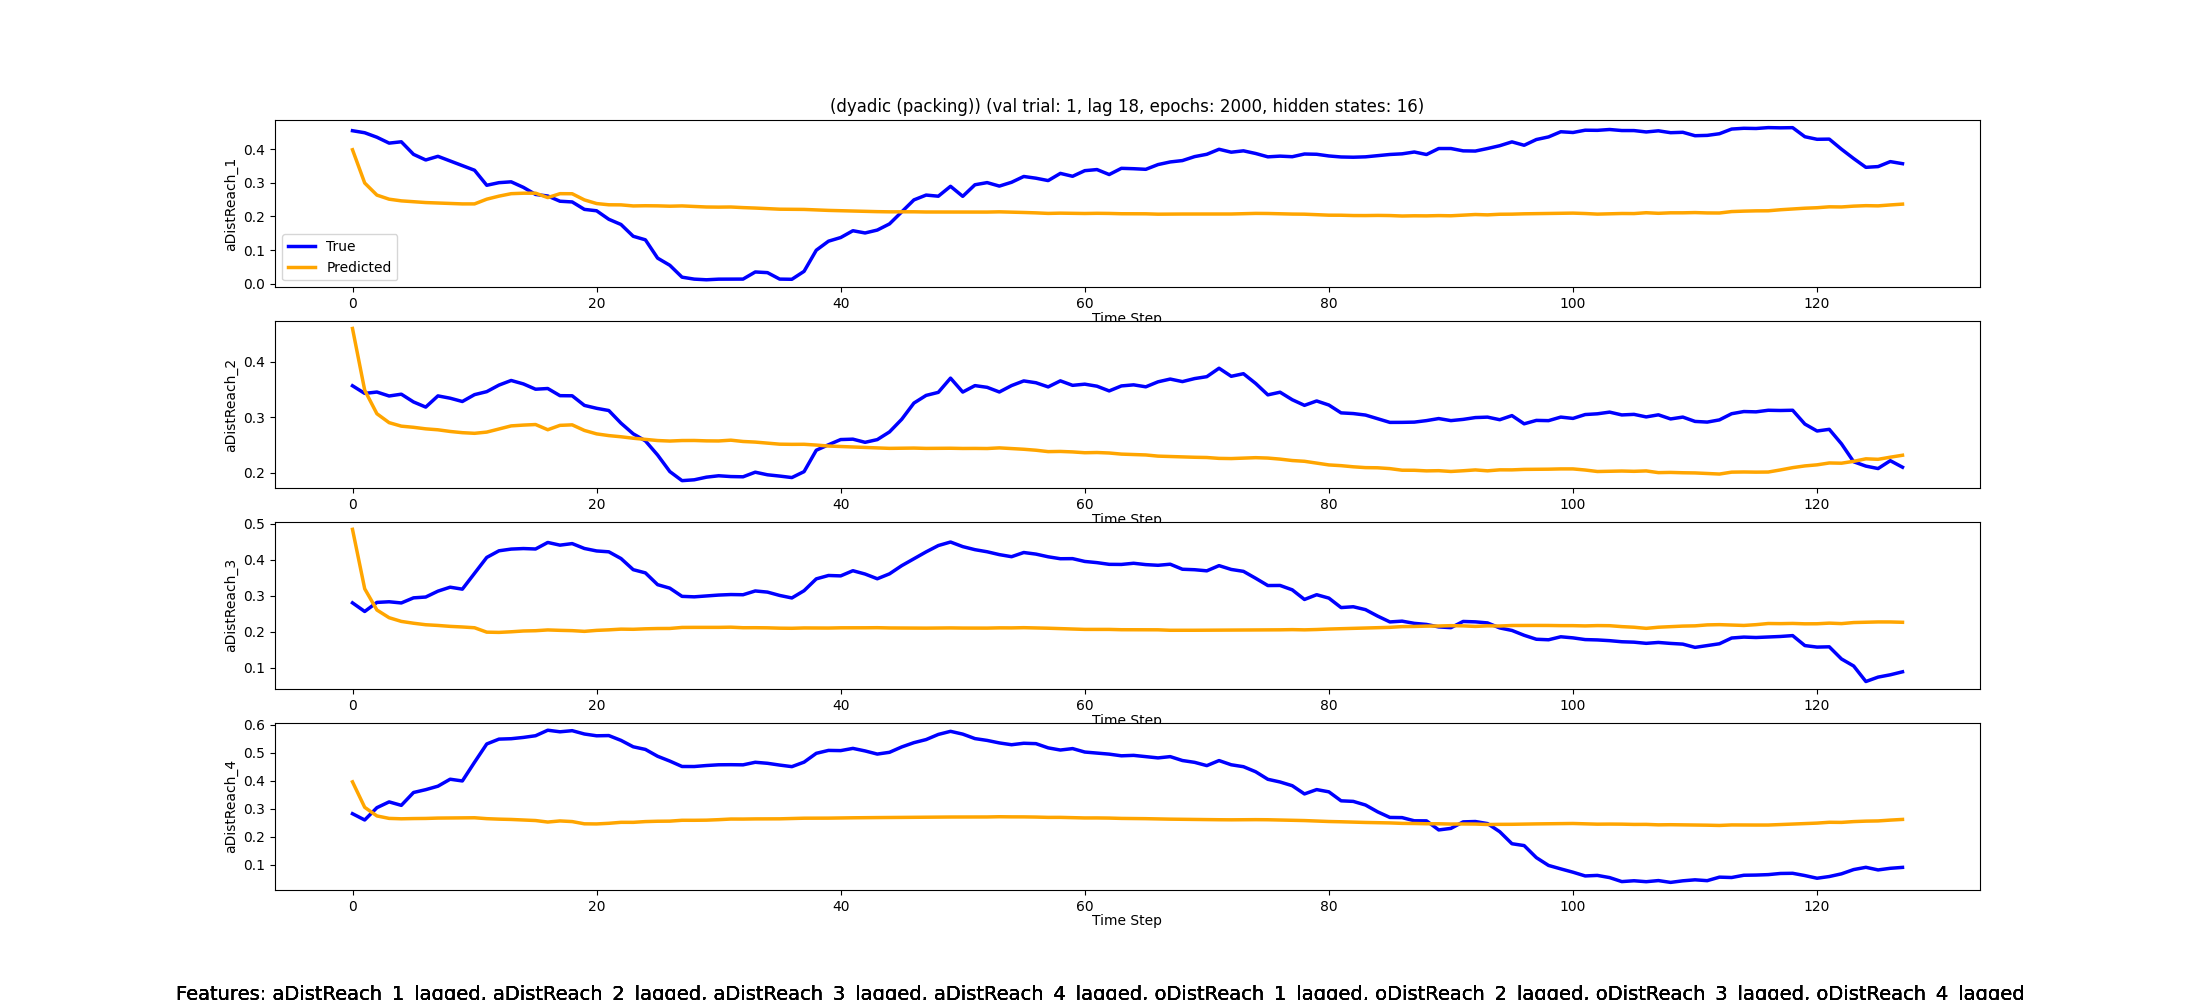 (dyadic (packing)) (val trial: 1, lag 18, epochs: 2000, hidden states: 16)
aDistReach_1
0.4
0.3
0.2
0.1
0.0
True
Predicted
0 20 40 60 80 100 120
Time Step
aDistReach_2
0.4
0.3
0.2
0 20 40 60 80 100 120
Time Step
aDistReach_3
0.5
0.4
0.3
0.2
0.1
0 20 40 60 80 100 120
Time Step
aDistReach_4
0.6
0.5
0.4
0.3
0.2
0.1
0 20 40 60 80 100 120
Time Step
Features: aDistReach_1_lagged, aDistReach_2_lagged, aDistReach_3_lagged, aDistReach_4_lagged, oDistReach_1_lagged, oDistReach_2_lagged, oDistReach_3_lagged, oDistReach_4_lagged